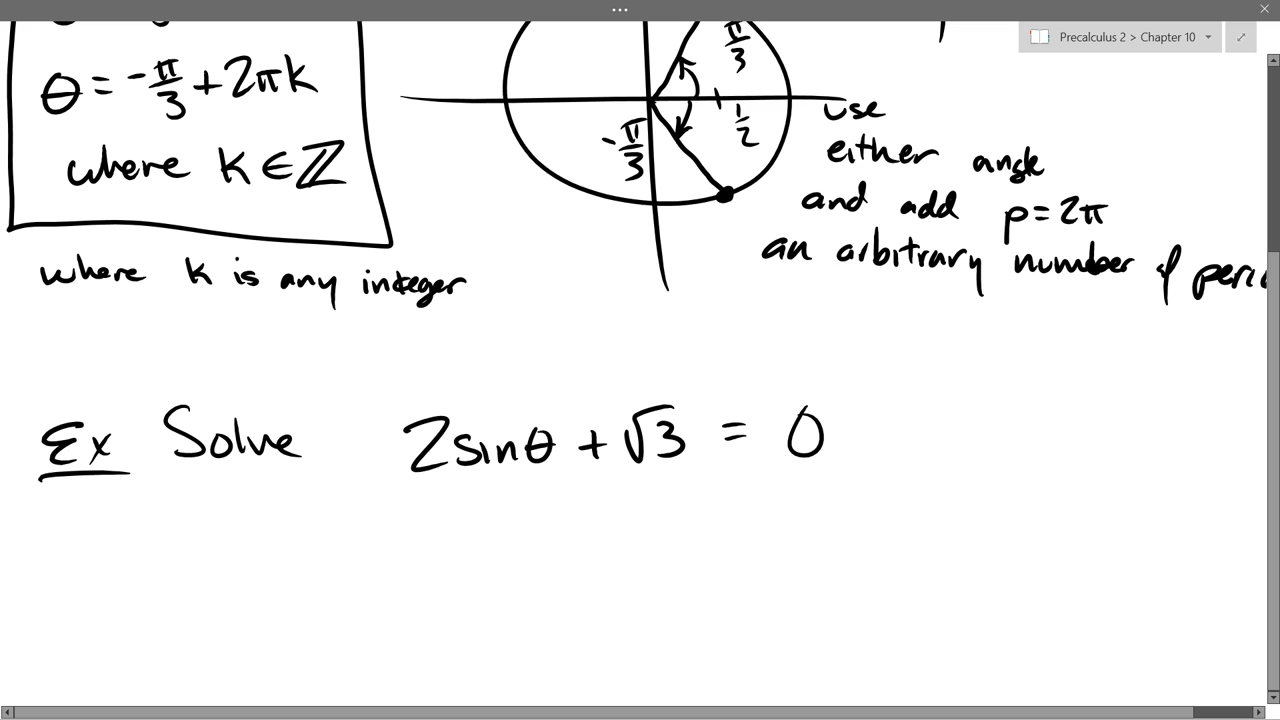 Precalculus 2 > Chapter 10
θ = -π/3 + 2πk
where k ∈ ℤ
where k is any integer
π/3
-π/3
1/2
use
either angle
and add p = 2π
an arbitrary number of
Ex Solve 2sinθ + √3 = 0